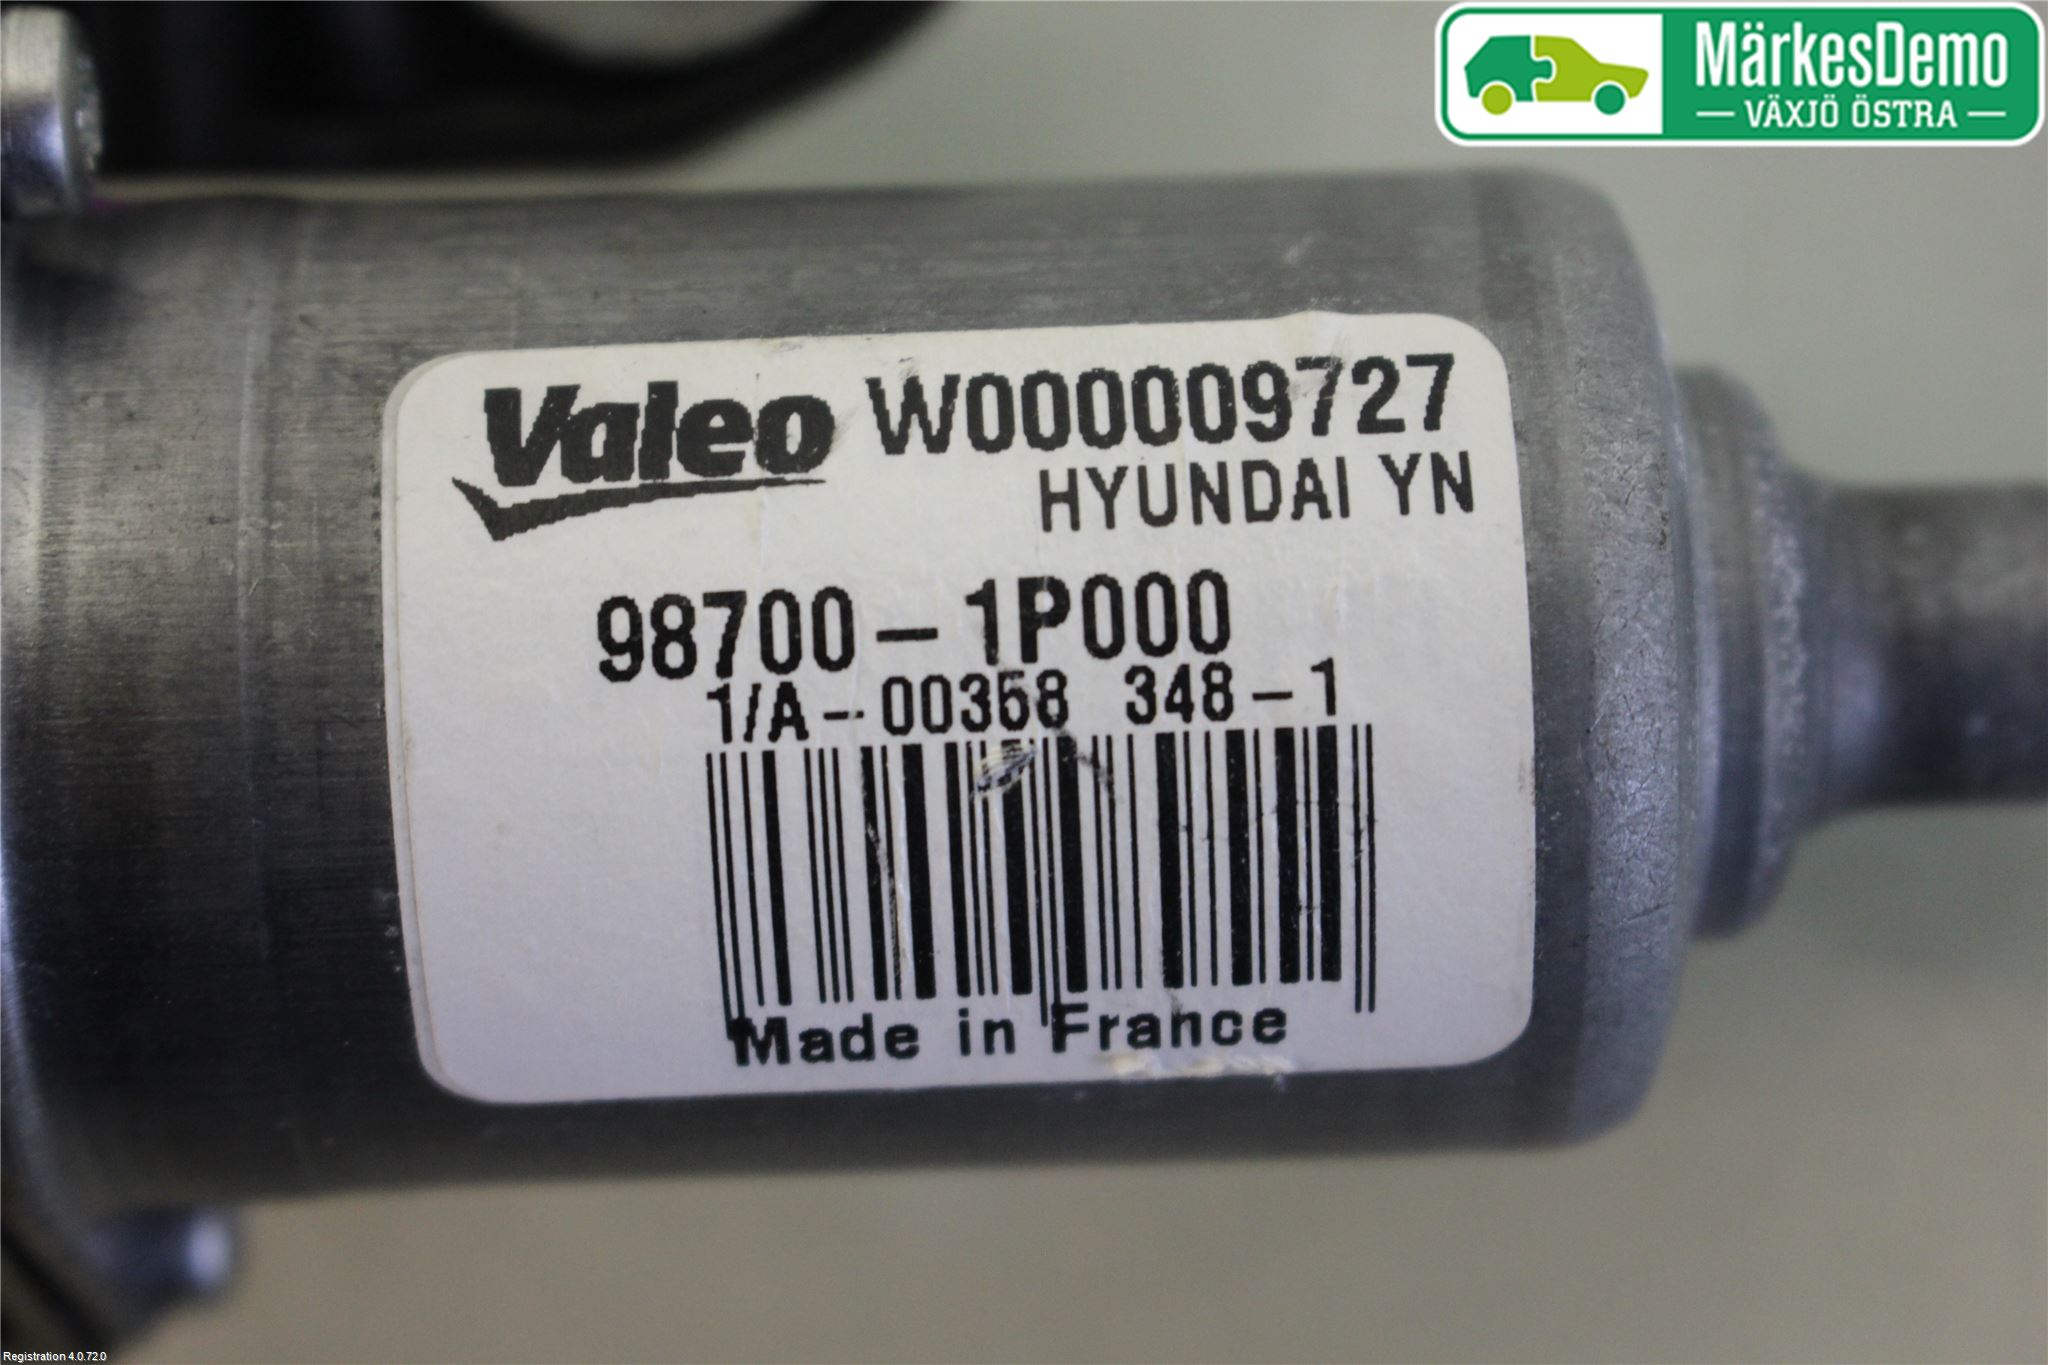 MärkesDemo
VÄXJÖ ÖSTRA
Valeo W000009727
HYUNDAI YN
98700-1P000
1/A-00358 348-1
Made in France
Registration 4.0.72.0